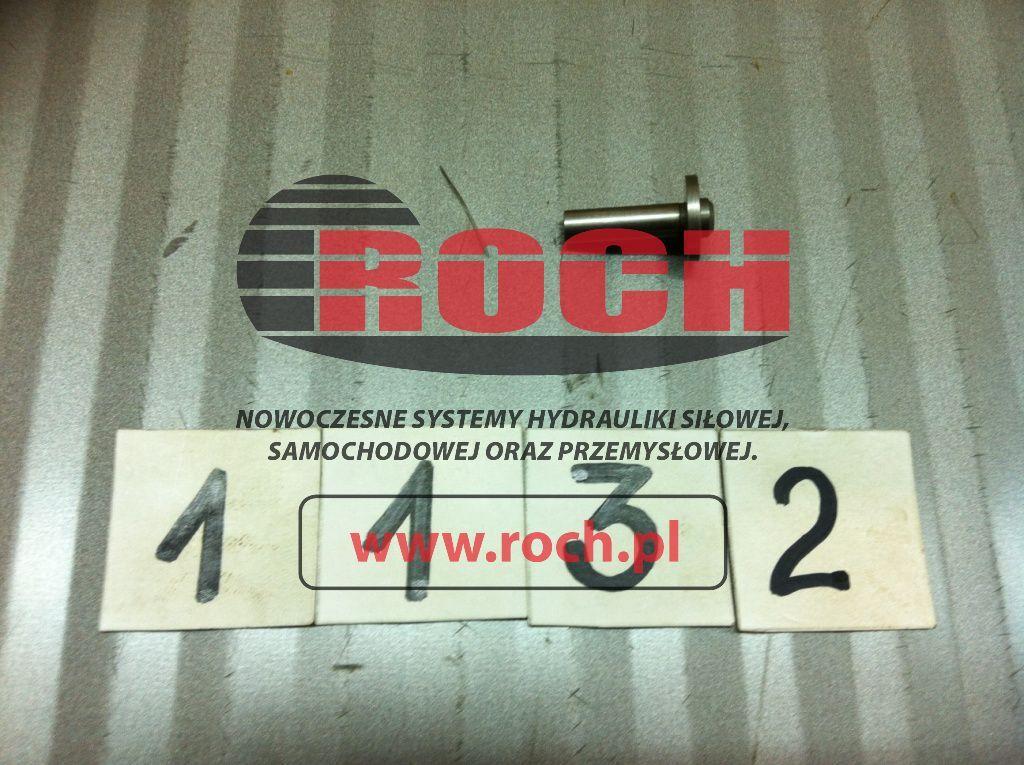 ROCH
NOWOCZESNE SYSTEMY HYDRAULIKI SIŁOWEJ,
SAMOCHODOWEJ ORAZ PRZEMYSŁOWEJ.
1 1 3 2
www.roch.pl